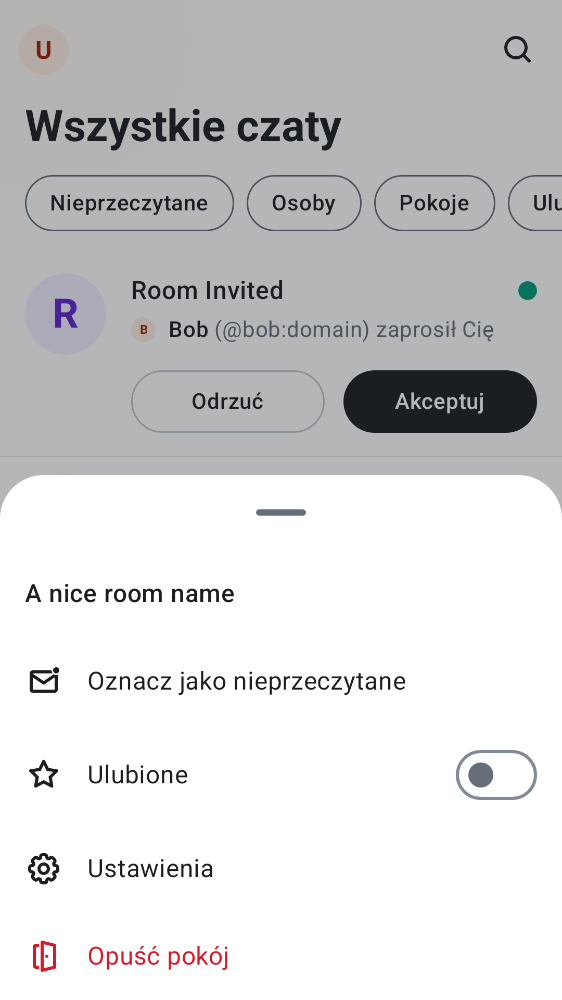 U
Wszystkie czaty
Nieprzeczytane Osoby Pokoje Ulu
R
Room Invited
B Bob (@bob:domain) zaprosił Cię
Odrzuć Akceptuj
A nice room name
Oznacz jako nieprzeczytane
Ulubione
Ustawienia
Opuść pokój